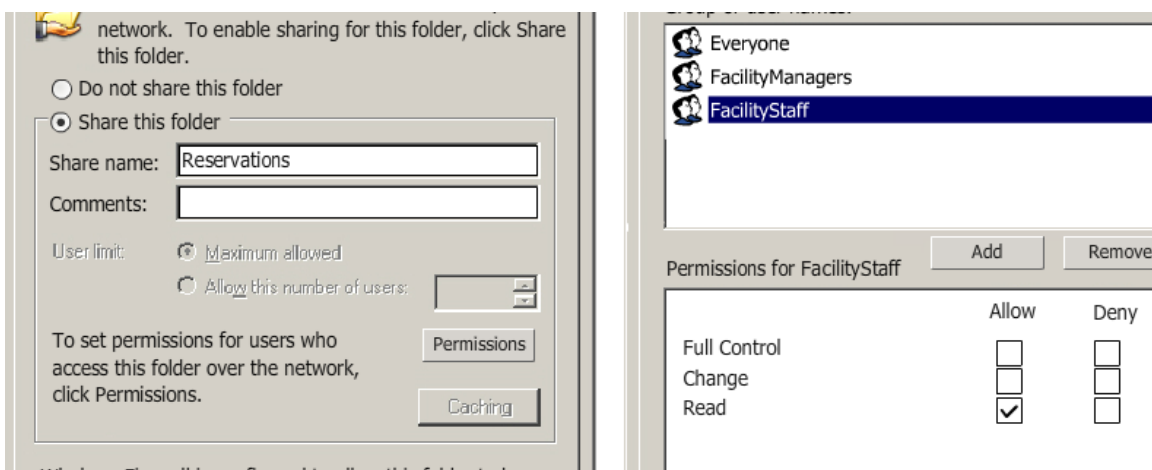 network. To enable sharing for this folder, click Share
this folder.
Do not share this folder
Share this folder
Share name: Reservations
Comments:
User limit: Maximum allowed
Allow this number of users:
To set permissions for users who
access this folder over the network,
click Permissions.
Permissions
Caching
Everyone
FacilityManagers
FacilityStaff
Add Remove
Permissions for FacilityStaff
Allow Deny
Full Control
Change
Read